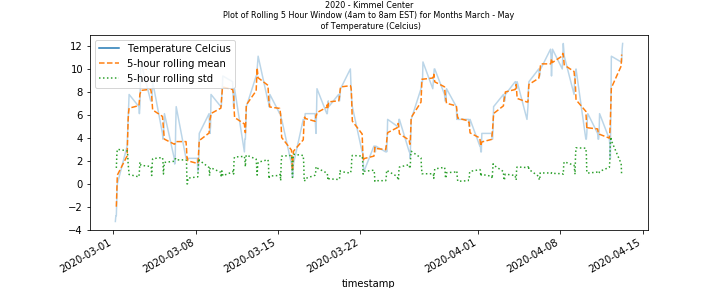 2020 - Kimmel Center
Plot of Rolling 5 Hour Window (4am to 8am EST) for Months March - May
of Temperature (Celcius)
Temperature Celcius
5-hour rolling mean
5-hour rolling std
12
10
8
6
4
2
0
−2
−4
2020-03-01
2020-03-08
2020-03-15
2020-03-22
2020-04-01
2020-04-08
2020-04-15
timestamp